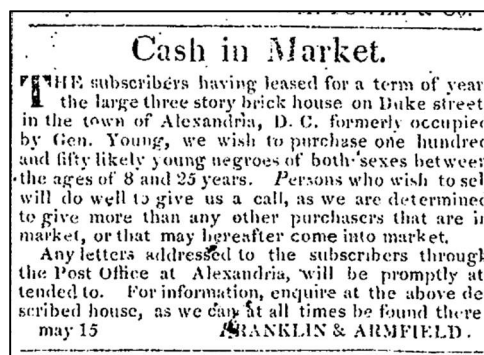 Cash in Market.
THE subscribers having leased for a term of year
the large three story brick house on Duke street
in the town of Alexandria, D. C. formerly occupied
by Gen. Young, we wish to purchase one hundred
and fifty likely young negroes of both sexes between
the ages of 8 and 25 years. Persons who wish to sel
will do well to give us a call, as we are determined
to give more than any other purchasers that are in
market, or that may hereafter come into market.
Any letters addressed to the subscribers through
the Post Office at Alexandria, will be promptly at
tended to. For information, enquire at the above de
scribed house, as we can at all times be found there
may 15 FRANKLIN & ARMFIELD.